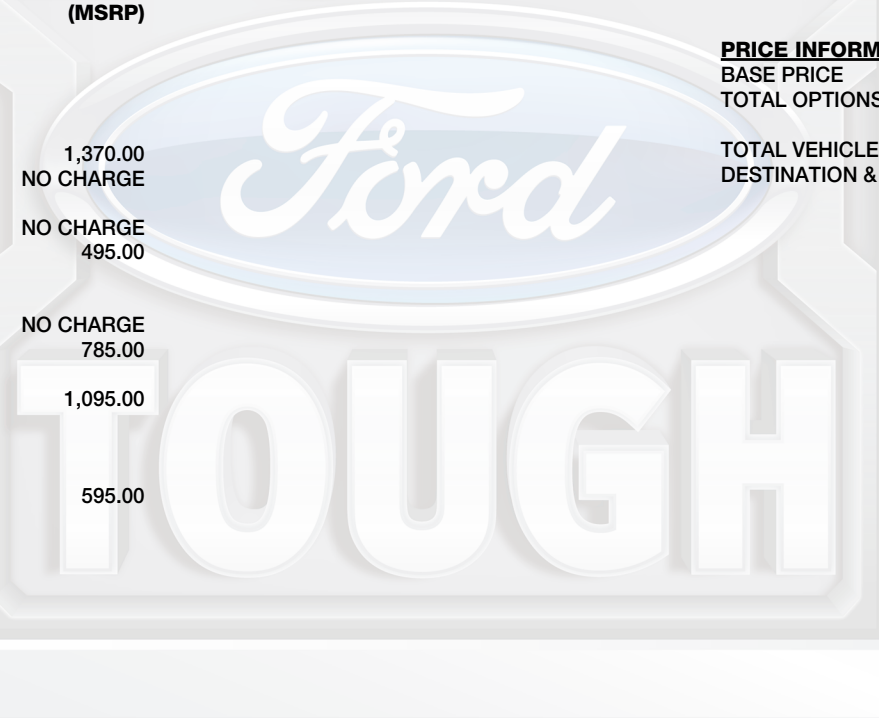 (MSRP)
1,370.00
NO CHARGE
NO CHARGE
495.00
NO CHARGE
785.00
1,095.00
595.00
PRICE INFORM
BASE PRICE
TOTAL OPTIONS
TOTAL VEHICLE
DESTINATION &
Ford
TOUGH